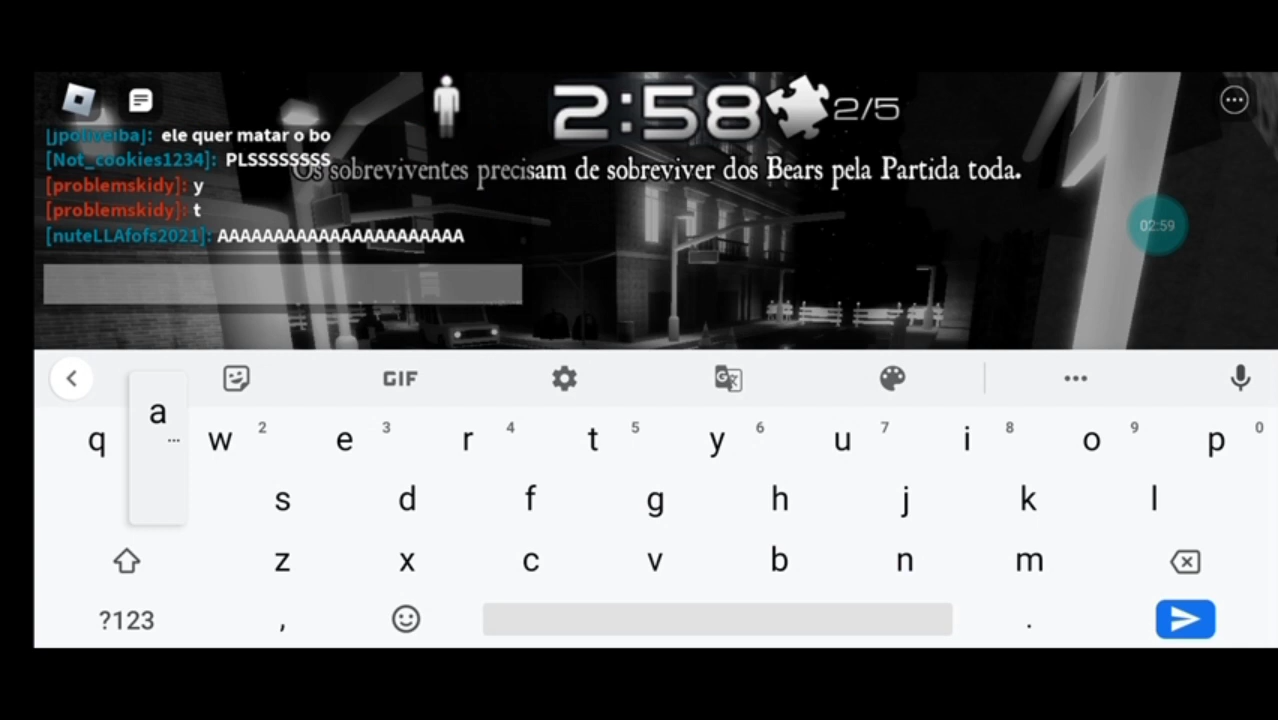 2:58
2/5
[jpoliveiba]: ele quer matar o bo
[Not_cookies1234]: PLSSSSSSSS
Os sobreviventes precisam de sobreviver dos Bears pela Partida toda.
[problemskidy]: y
[problemskidy]: t
02:59
[nuteLLAfofs2021]: AAAAAAAAAAAAAAAAAAAAAA
GIF
a
q w 2 e 3 r 4 t 5 y 6 u 7 i 8 o 9 p 0
s d f g h j k l
z x c v b n m
?123 , .